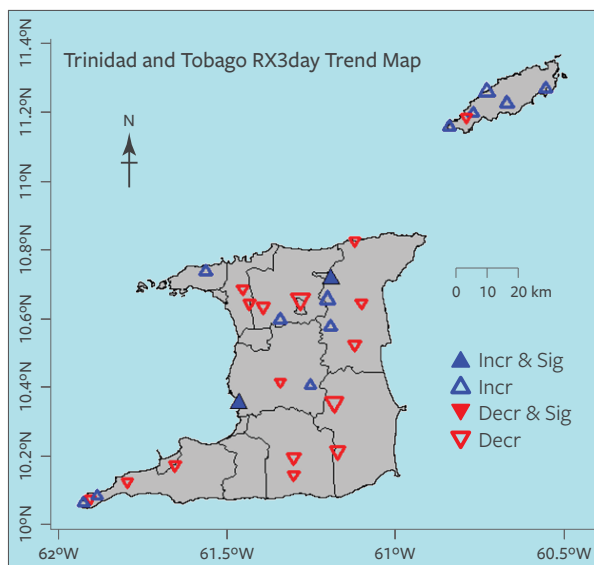 Trinidad and Tobago RX3day Trend Map
N
11.4ºN
11.2ºN
11ºN
10.8ºN
10.6ºN
10.4ºN
10.2ºN
10ºN
0 10 20 km
Incr & Sig
Incr
Decr & Sig
Decr
62ºW 61.5ºW 61ºW 60.5ºW